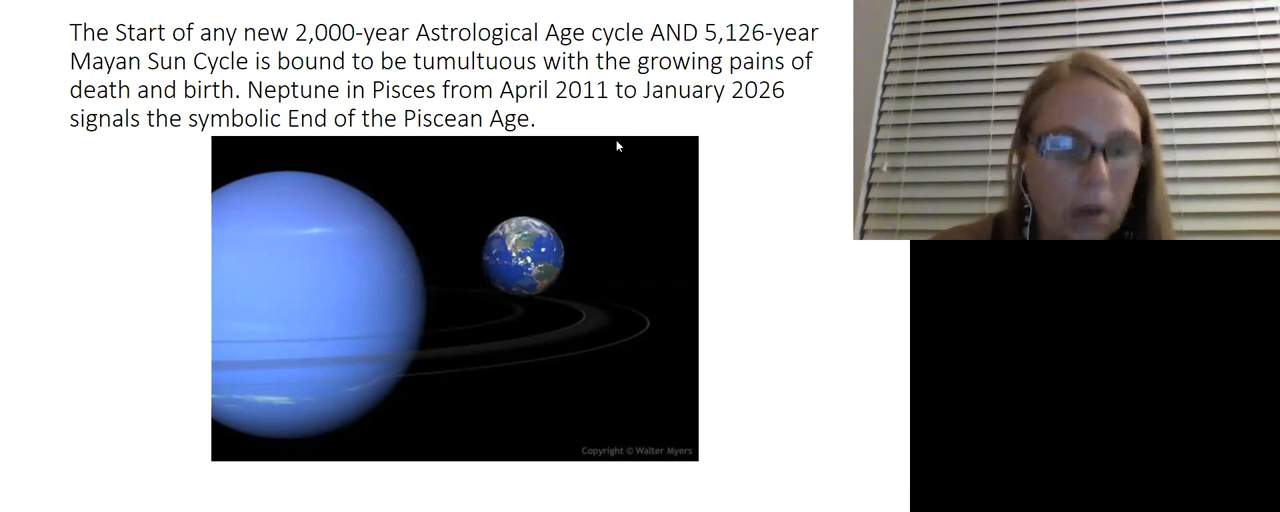 The Start of any new 2,000-year Astrological Age cycle AND 5,126-year
Mayan Sun Cycle is bound to be tumultuous with the growing pains of
death and birth. Neptune in Pisces from April 2011 to January 2026
signals the symbolic End of the Piscean Age.
Copyright © Walter Myers